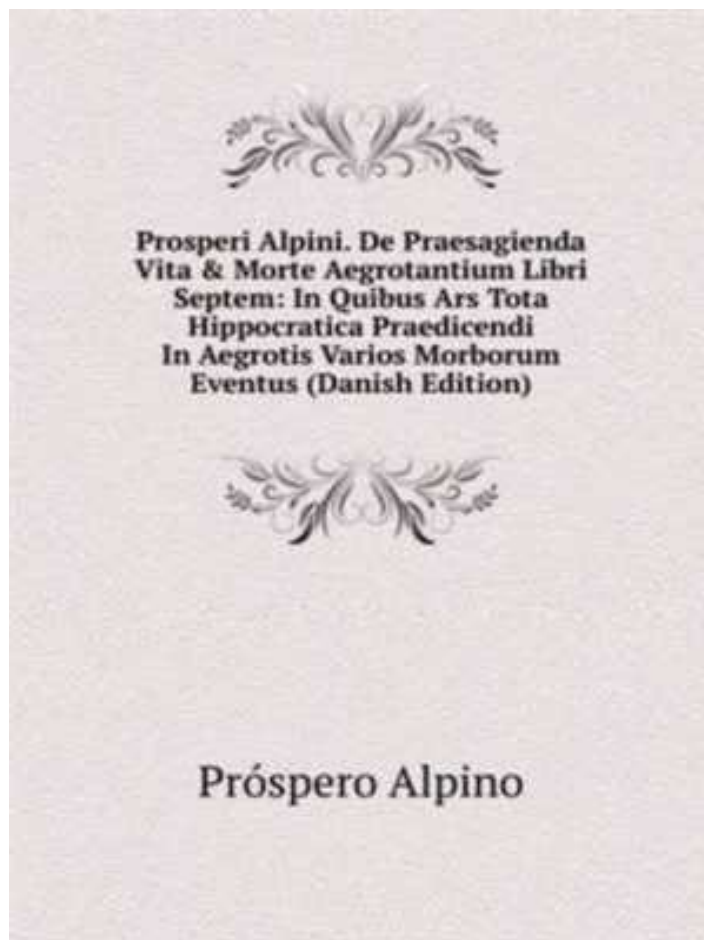 Prosperi Alpini. De Praesagienda
Vita & Morte Aegrotantium Libri
Septem: In Quibus Ars Tota
Hippocratica Praedicendi
In Aegrotis Varios Morborum
Eventus (Danish Edition)
Próspero Alpino